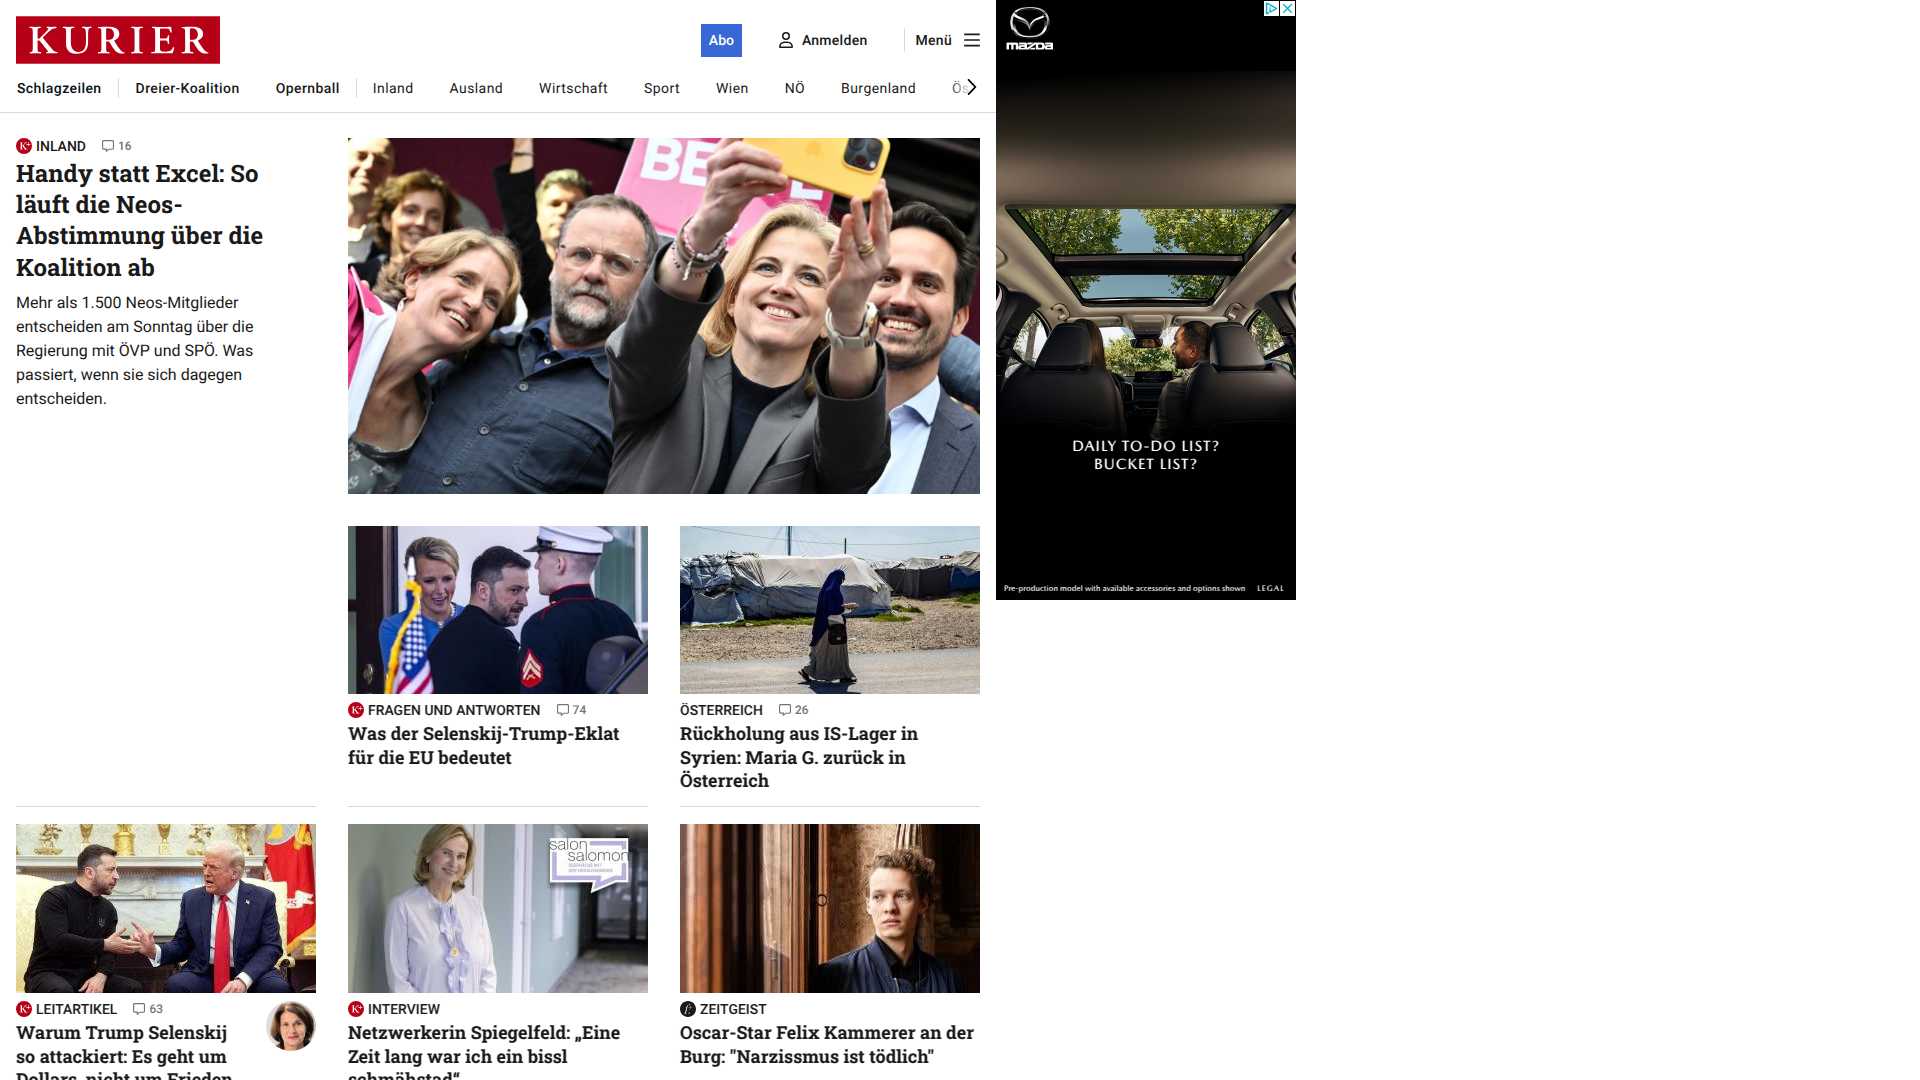 KURIER
Abo
Anmelden
Menü
Schlagzeilen
Dreier-Koalition
Opernball
Inland
Ausland
Wirtschaft
Sport
Wien
NÖ
Burgenland
INLAND 16
Handy statt Excel: So
läuft die Neos-
Abstimmung über die
Koalition ab
Mehr als 1.500 Neos-Mitglieder
entscheiden am Sonntag über die
Regierung mit ÖVP und SPÖ. Was
passiert, wenn sie sich dagegen
entscheiden.
mazda
DAILY TO-DO LIST?
BUCKET LIST?
Pre-production model with available accessories and options shown LEGAL
FRAGEN UND ANTWORTEN 74
Was der Selenskij-Trump-Eklat
für die EU bedeutet
ÖSTERREICH 26
Rückholung aus IS-Lager in
Syrien: Maria G. zurück in
Österreich
salon
salomon
LEITARTIKEL 63
Warum Trump Selenskij
so attackiert: Es geht um
Dollars, nicht um Frieden
INTERVIEW
Netzwerkerin Spiegelfeld: „Eine
Zeit lang war ich ein bissl
schmähstad“
ZEITGEIST
Oscar-Star Felix Kammerer an der
Burg: "Narzissmus ist tödlich"